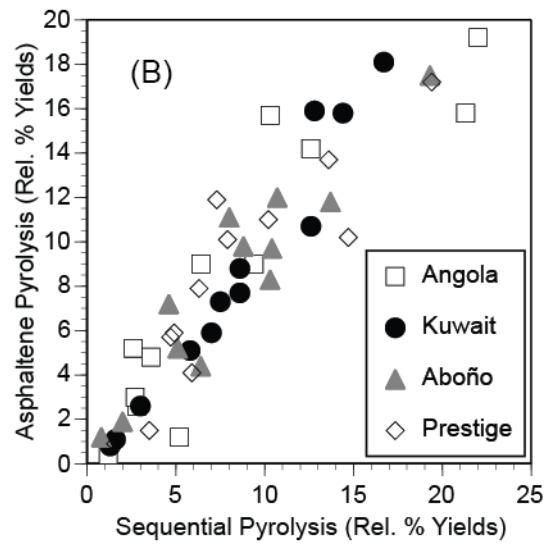 20
18
16
14
12
10
8
6
4
2
0
Asphaltene Pyrolysis (Rel. % Yields)
(B)
Angola
Kuwait
Aboño
Prestige
0 5 10 15 20 25
Sequential Pyrolysis (Rel. % Yields)